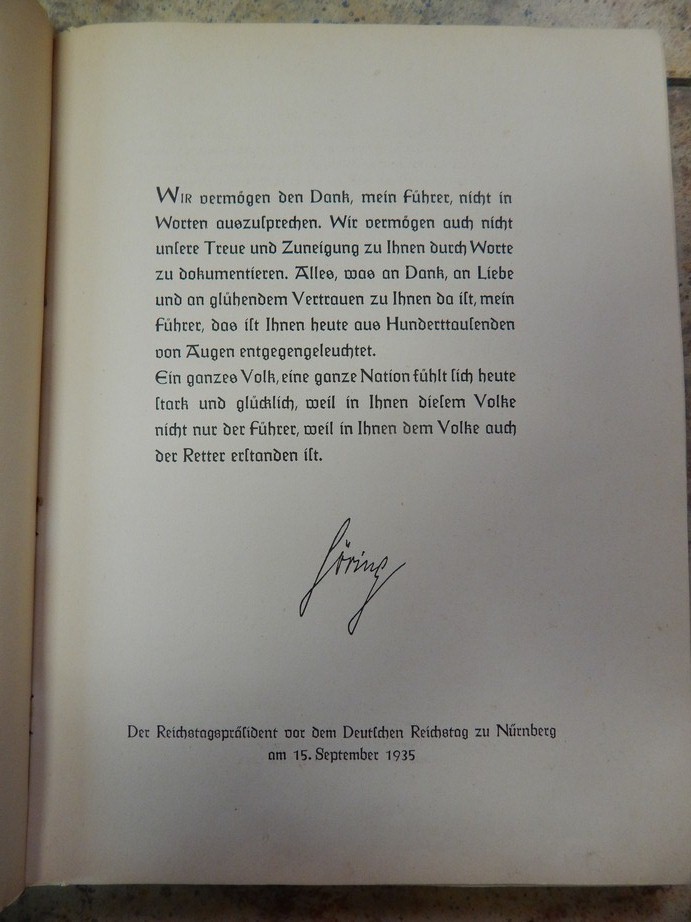 WIR vermögen den Dank, mein Führer, nicht in
Worten auszuſprechen. Wir vermögen auch nicht
unſere Treue und Zuneigung zu Ihnen durch Worte
zu dokumentieren. Alles, was an Dank, an Liebe
und an glühendem Vertrauen zu Ihnen da iſt, mein
Führer, das iſt Ihnen heute aus Hunderttauſenden
von Augen entgegengeleuchtet.
Ein ganzes Volk, eine ganze Nation fühlt ſich heute
ſtark und glücklich, weil in Ihnen dieſem Volke
nicht nur der Führer, weil in Ihnen dem Volke auch
der Retter erſtanden iſt.
Göring
Der Reichstagspräſident vor dem Deutſchen Reichstag zu Nürnberg
am 15. September 1935